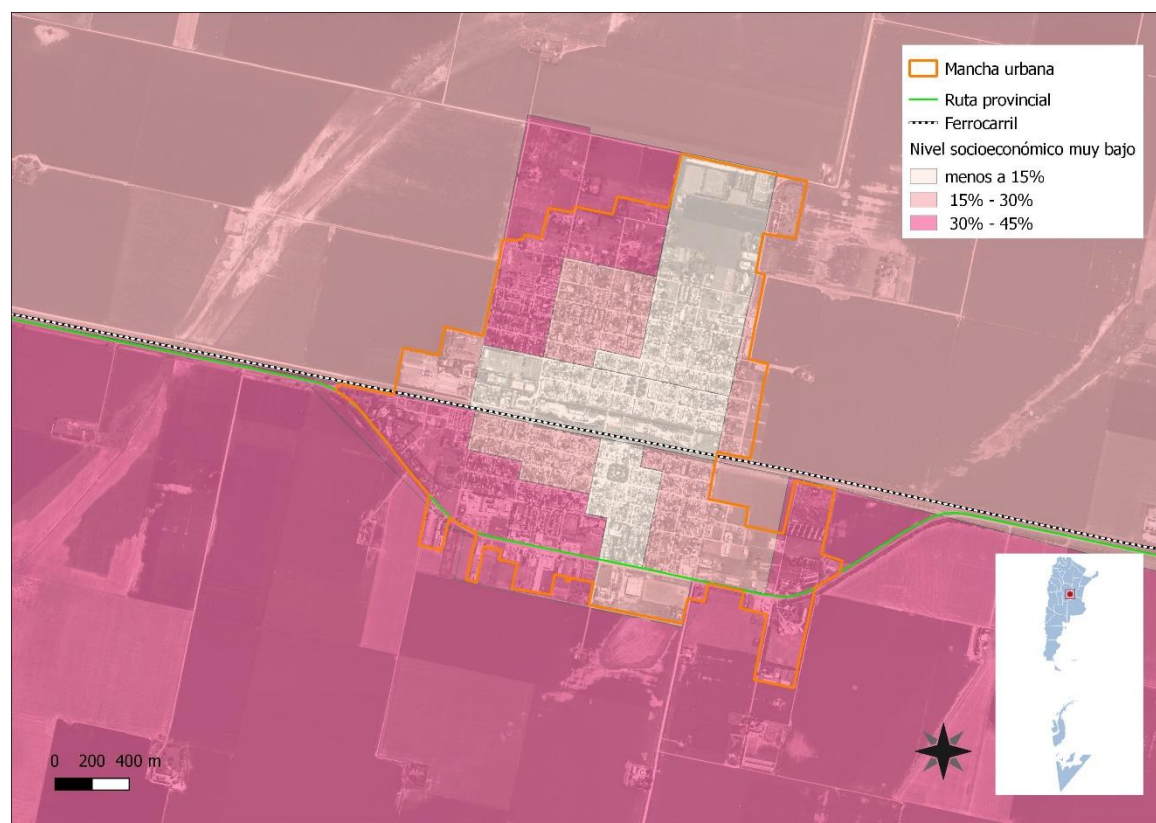 Mancha urbana
Ruta provincial
Ferrocarril
Nivel socioeconómico muy bajo
menos a 15%
15% - 30%
30% - 45%
0 200 400 m